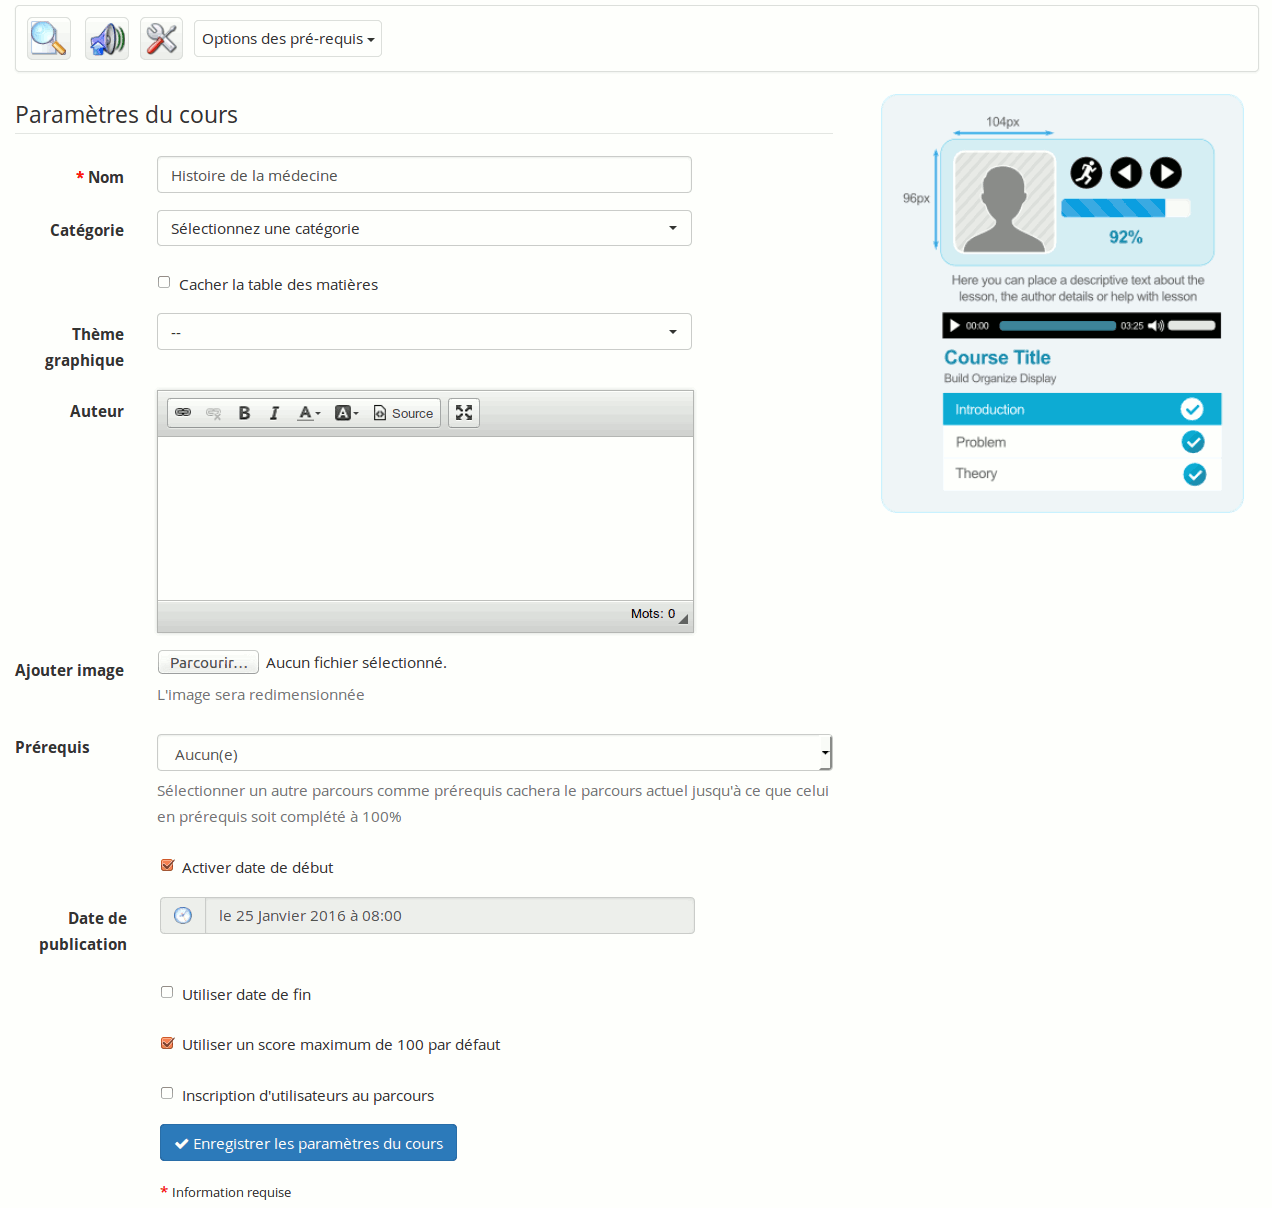 Options des pré-requis
Paramètres du cours
* Nom
Histoire de la médecine
Catégorie
Sélectionnez une catégorie
Cacher la table des matières
Thème
graphique
--
Auteur
B I A A Source
Mots: 0
Ajouter image
Parcourir... Aucun fichier sélectionné.
L'image sera redimensionnée
Prérequis
Aucun(e)
Sélectionner un autre parcours comme prérequis cachera le parcours actuel jusqu'à ce que celui
en prérequis soit complété à 100%
Activer date de début
Date de
publication
le 25 Janvier 2016 à 08:00
Utiliser date de fin
Utiliser un score maximum de 100 par défaut
Inscription d'utilisateurs au parcours
Enregistrer les paramètres du cours
* Information requise
104px
96px
92%
Here you can place a descriptive text about the
lesson, the author details or help with lesson
00:00 03:25
Course Title
Build Organize Display
Introduction
Problem
Theory